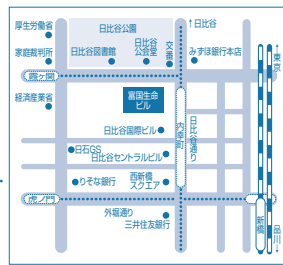 厚生労働省
日比谷公園
↑日比谷
家庭裁判所
日比谷図書館
日比谷
公会堂
交番
みずほ銀行本店
霞ヶ関
東京
経済産業省
富国生命
ビル
日比谷国際ビル
内幸町
日比谷通り
日石GS
日比谷セントラルビル
りそな銀行
西新橋
スクエア
虎ノ門
新橋
品川
外堀通り
三井住友銀行